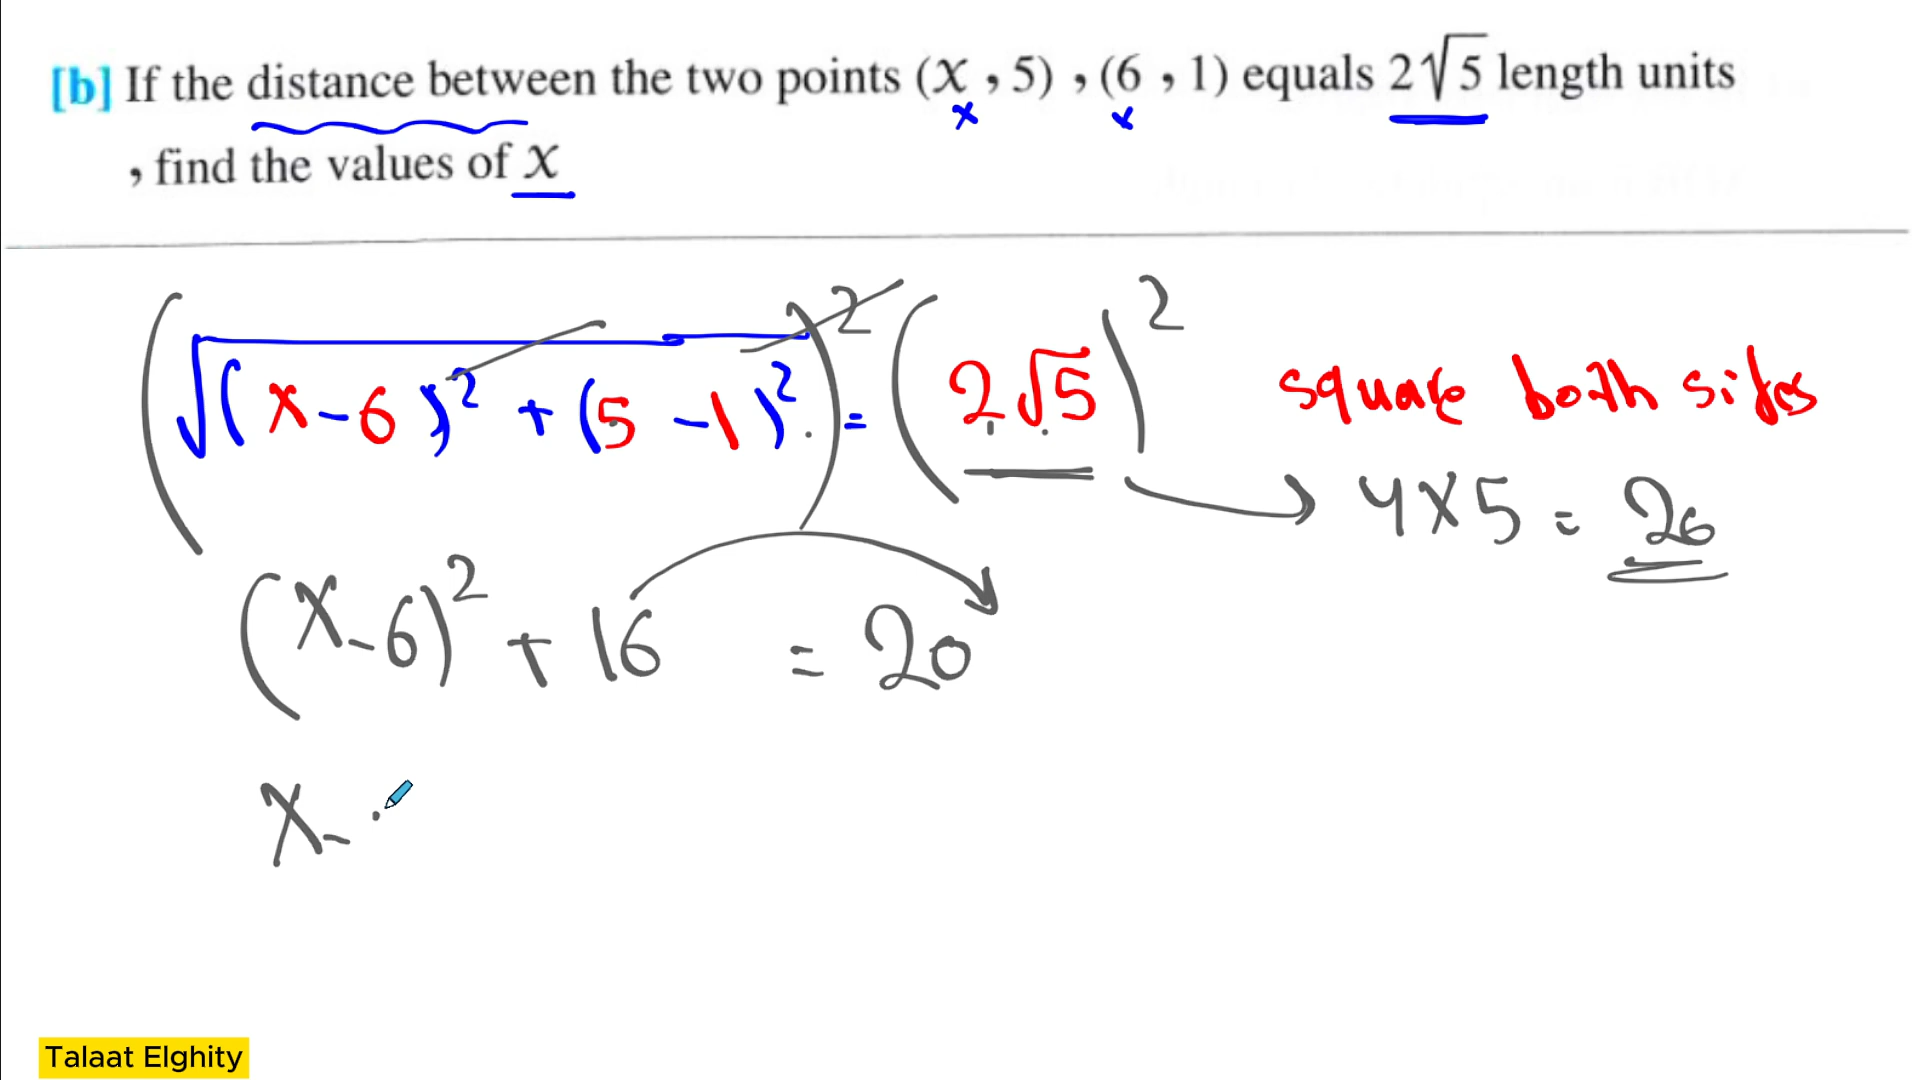 [b] If the distance between the two points (X , 5) , (6 , 1) equals 2√5 length units
, find the values of X
x x
(√((x-6)² + (5-1)²))² = (2√5)² square both sides
4x5 = 20
(x-6)² + 16 = 20
x-
Talaat Elghity